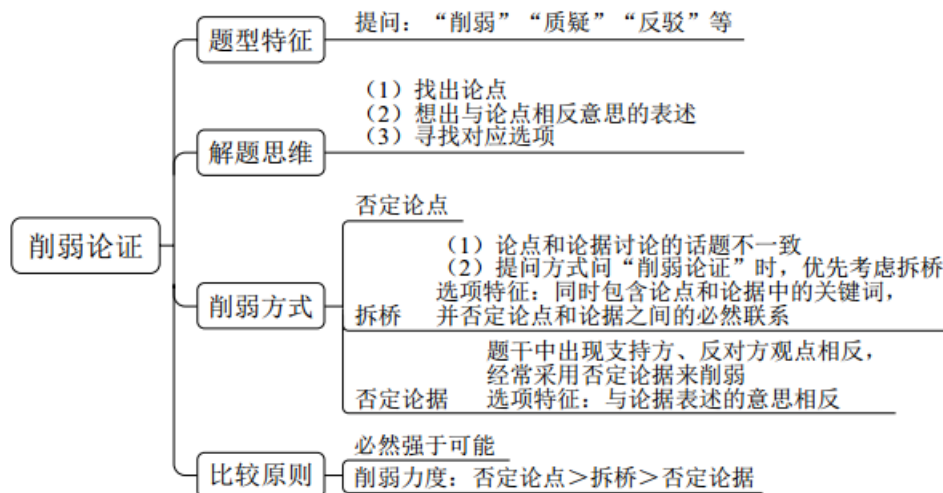 削弱论证
题型特征
提问：“削弱”“质疑”“反驳”等
解题思维
（1）找出论点
（2）想出与论点相反意思的表述
（3）寻找对应选项
削弱方式
否定论点
（1）论点和论据讨论的话题不一致
（2）提问方式问“削弱论证”时，优先考虑拆桥
选项特征：同时包含论点和论据中的关键词，
拆桥 并否定论点和论据之间的必然联系
题干中出现支持方、反对方观点相反，
经常采用否定论据来削弱
否定论据 选项特征：与论据表述的意思相反
比较原则
必然强于可能
削弱力度：否定论点＞拆桥＞否定论据